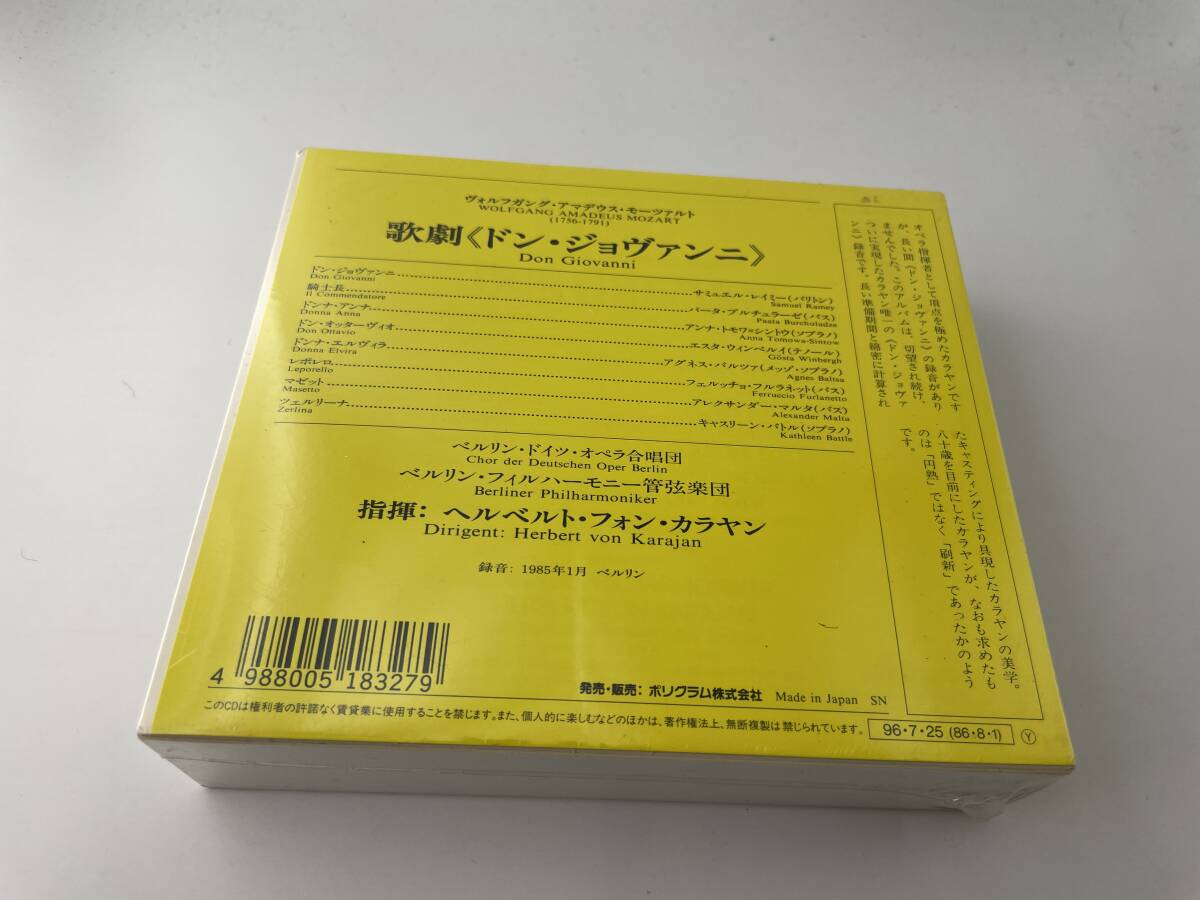 ヴォルフガング・アマデウス・モーツァルト
WOLFGANG AMADEUS MOZART
(1756-1791)
歌劇《ドン・ジョヴァンニ》
Don Giovanni
ドン・ジョヴァンニ……サミュエル・レイミー(バリトン)
Don Giovanni Samuel Ramey
騎士長……パータ・ブルチュラーゼ(バス)
Il Commendatore Paata Burchuladze
ドンナ・アンナ……アンナ・トモワ=シントウ(ソプラノ)
Donna Anna Anna Tomowa-Sintow
ドン・オッターヴィオ……エスタ・ウィンベルイ(テノール)
Don Ottavio Gösta Winbergh
ドンナ・エルヴィラ……アグネス・バルツァ(メッゾ・ソプラノ)
Donna Elvira Agnes Baltsa
レポレロ……フェルッチョ・フルラネット(バス)
Leporello Ferruccio Furlanetto
マゼット……アレクサンダー・マルタ(バス)
Masetto Alexander Malta
ツェルリーナ……キャスリーン・バトル(ソプラノ)
Zerlina Kathleen Battle
ベルリン・ドイツ・オペラ合唱団
Chor der Deutschen Oper Berlin
ベルリン・フィルハーモニー管弦楽団
Berliner Philharmoniker
指揮: ヘルベルト・フォン・カラヤン
Dirigent: Herbert von Karajan
録音: 1985年1月 ベルリン
オペラ指揮者として頂点を極めたカラヤンです
が、長い間《ドン・ジョヴァンニ》の録音があり
ませんでした。このアルバムは、切望され続け、
ついに実現したカラヤン唯一の《ドン・ジョヴァ
ンニ》録音です。長い準備期間と綿密に計算され
たキャスティングにより具現したカラヤンの美学。
八十歳を目前にしたカラヤンが、なおも求めたも
のは「円熟」ではなく「刷新」であったかのよう
です。
4 988005 183279
発売・販売: ポリグラム株式会社 Made in Japan SN
このCDは権利者の許諾なく賃貸業に使用することを禁じます。また、個人的に楽しむなどのほかは、著作権法上、無断複製は禁じられています。
96・7・25 (86・8・1) Y